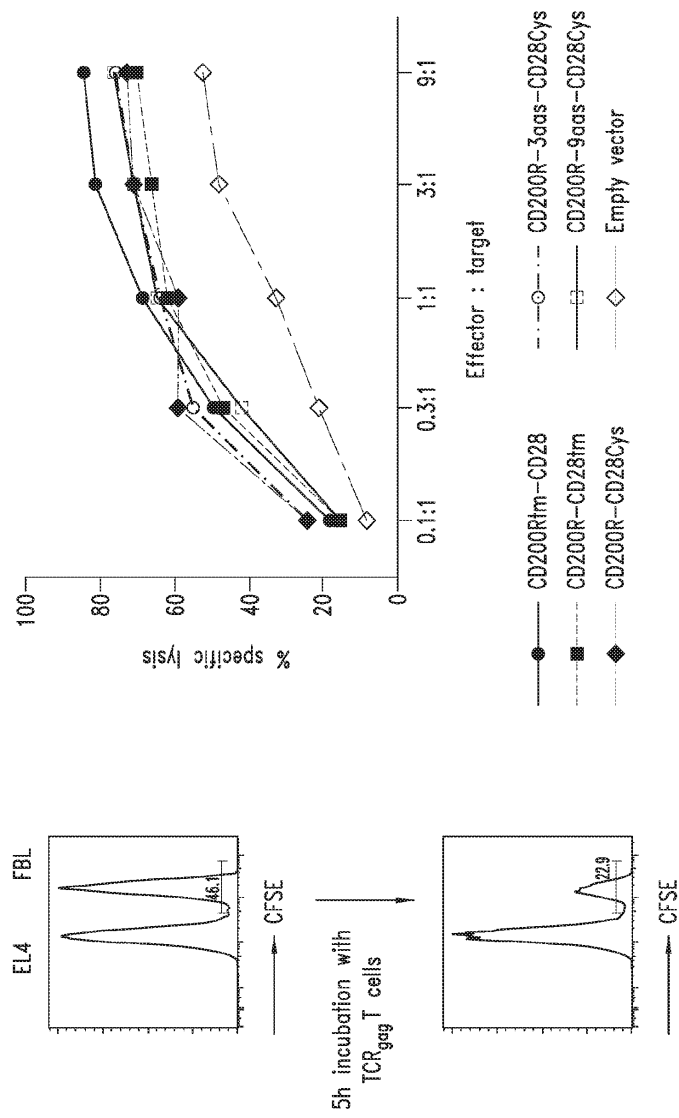 EL4 FBL
46.1
CFSE
5h incubation with
TCRgag T cells
22.9
CFSE
% specific lysis
100
80
60
40
20
0
0.1:1 0.3:1 1:1 3:1 9:1
Effector : target
CD200Rtm-CD28
CD200R-CD28tm
CD200R-CD28Cys
CD200R-3aas-CD28Cys
CD200R-9aas-CD28Cys
Empty vector